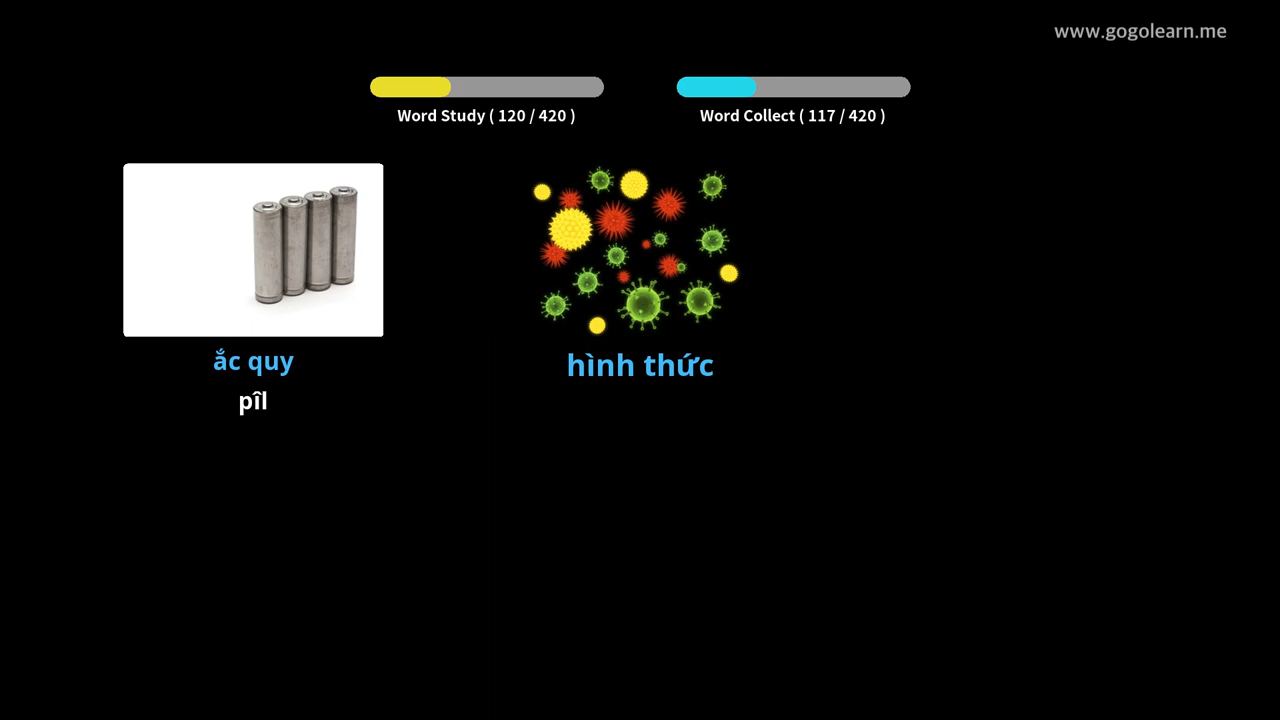 www.gogolearn.me
Word Study ( 120 / 420 )
Word Collect ( 117 / 420 )
ắc quy
pîl
hình thức